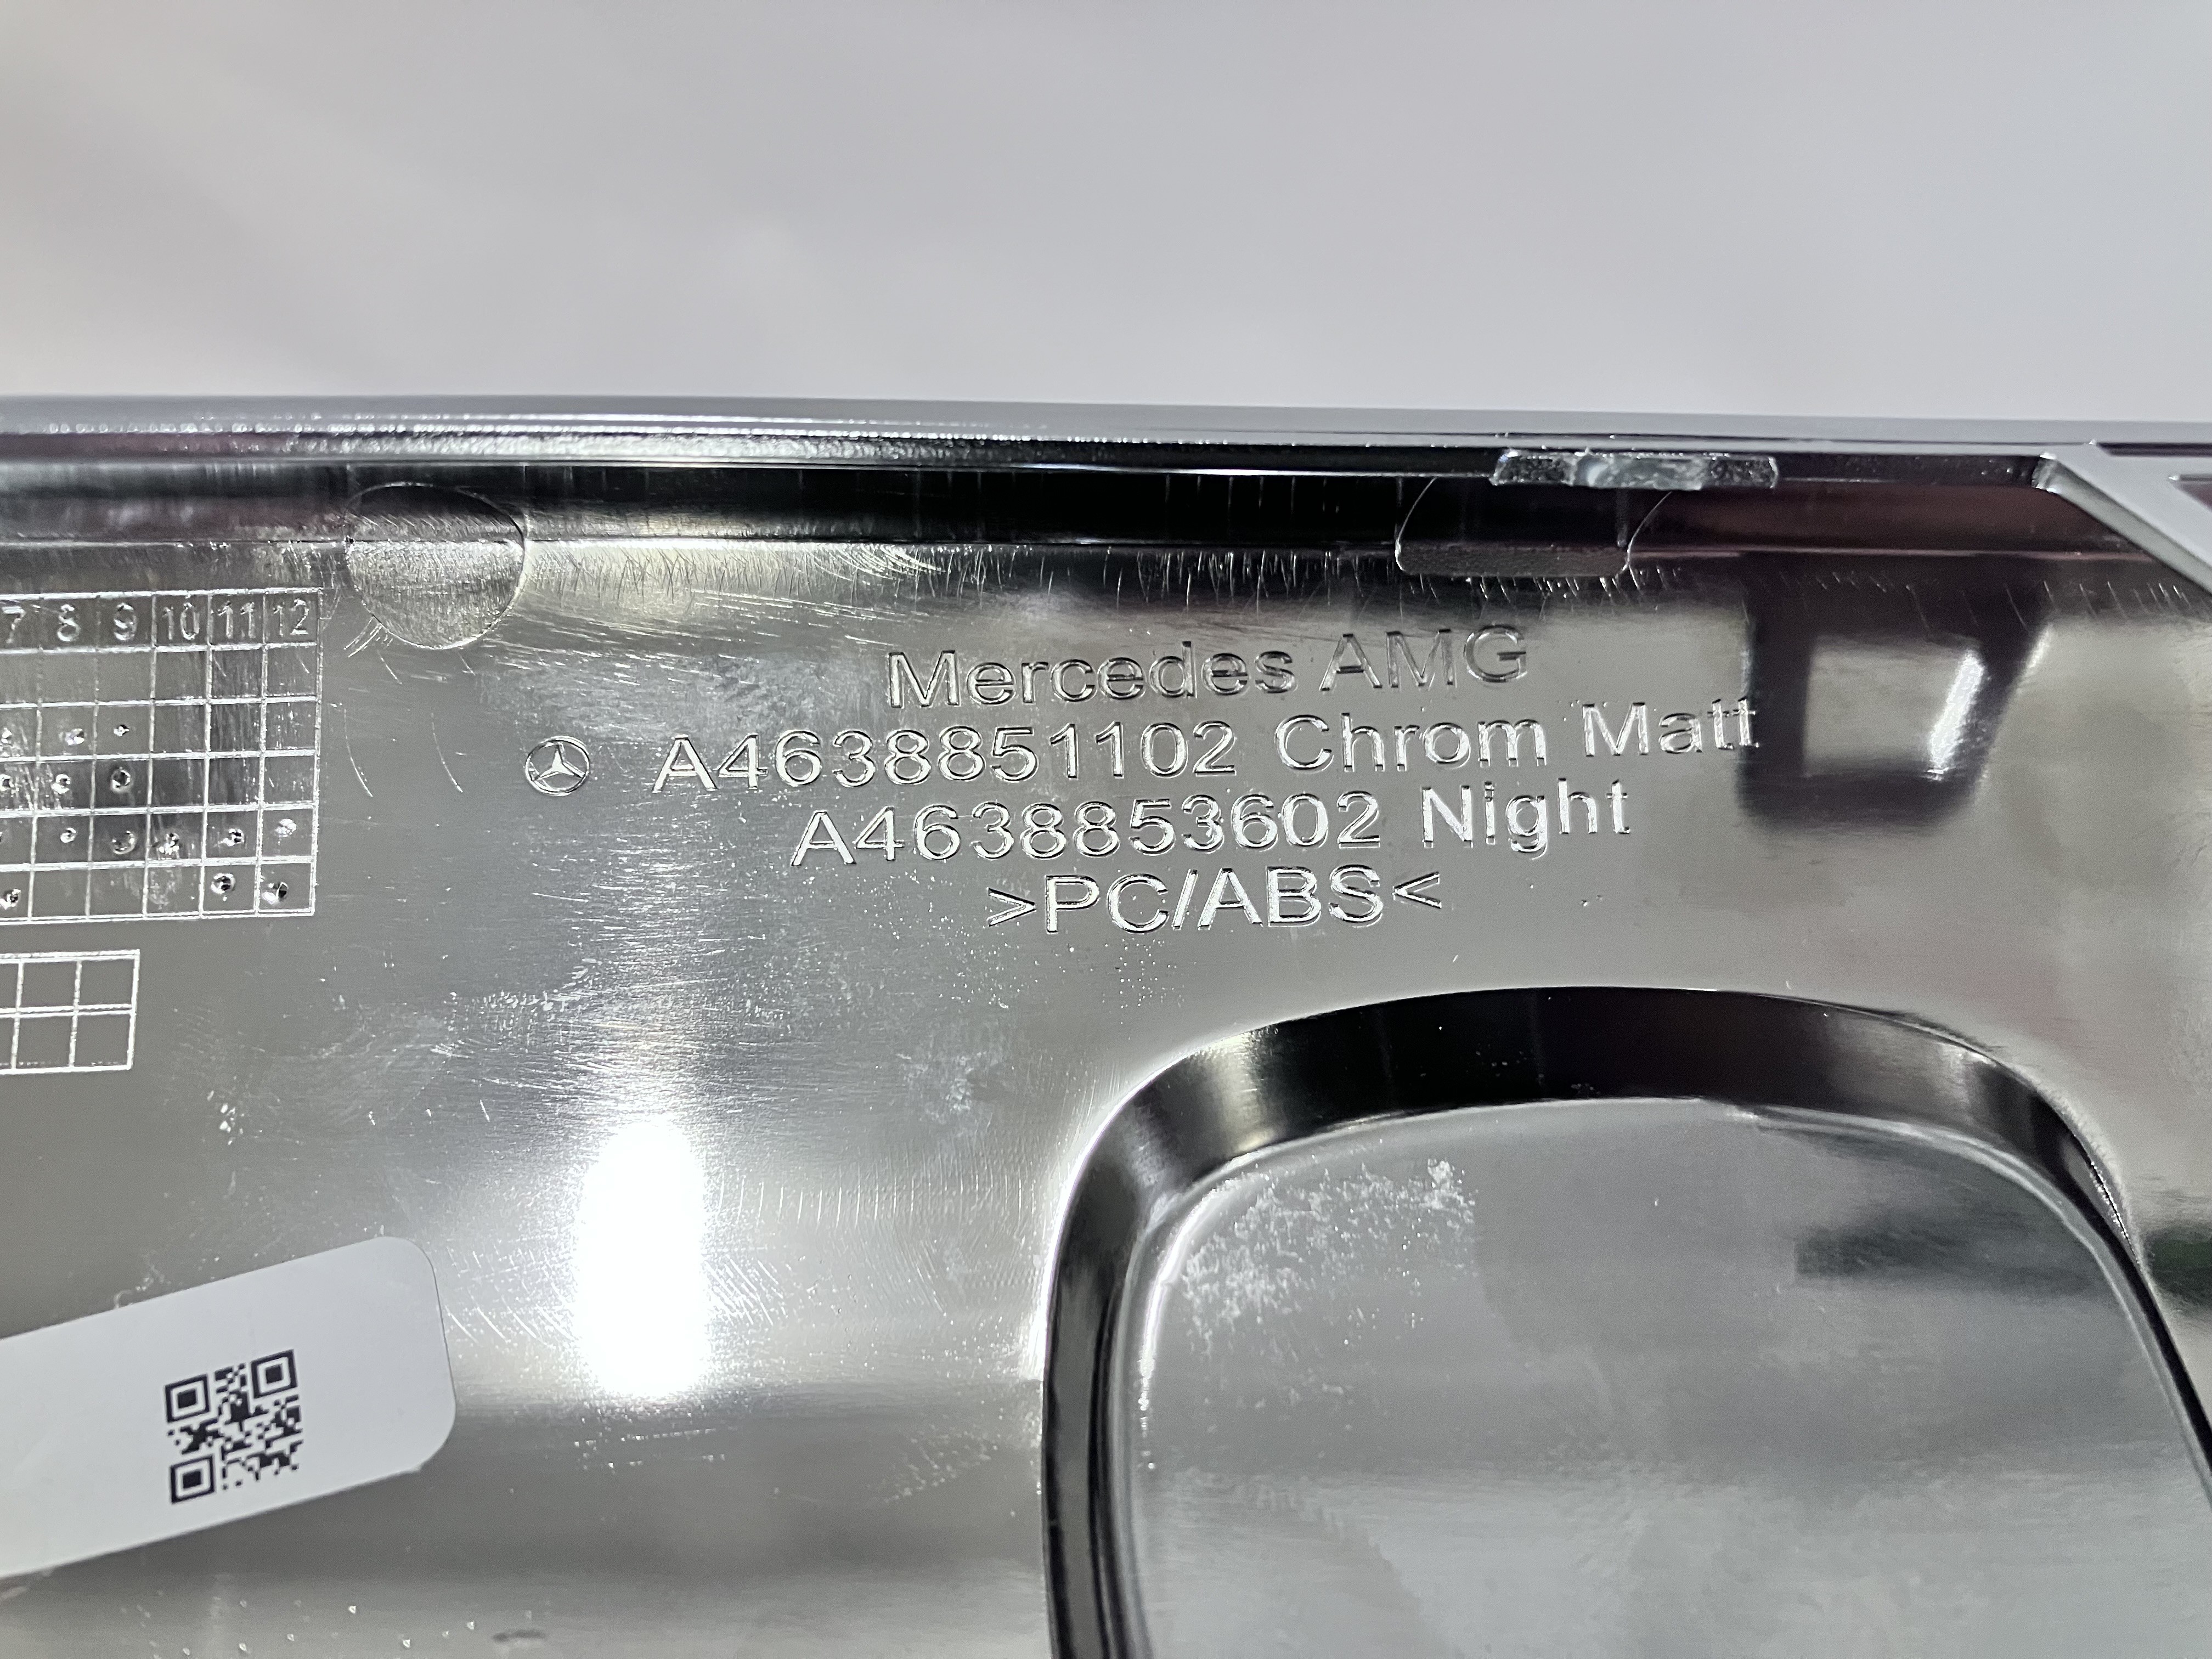 7 8 9 10 11 12
Mercedes AMG
A4638851102 Chrom Matt
A4638853602 Night
>PC/ABS<